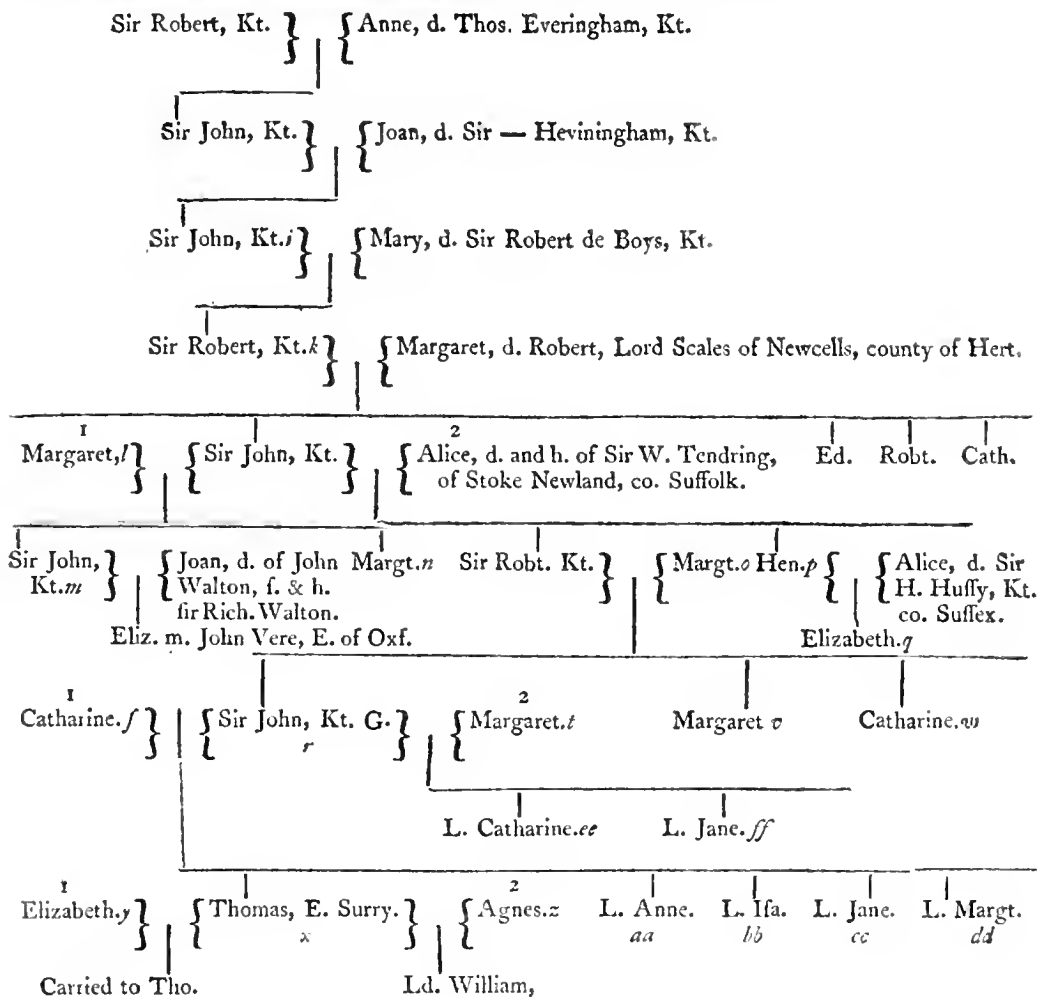 Sir Robert, Kt. } { Anne, d. Thos. Everingham, Kt.
Sir John, Kt. } { Joan, d. Sir — Heviningham, Kt.
Sir John, Kt.i } { Mary, d. Sir Robert de Boys, Kt.
Sir Robert, Kt.k } { Margaret, d. Robert, Lord Scales of Newcells, county of Hert.
1 2
Margaret,l } { Sir John, Kt. } { Alice, d. and h. of Sir W. Tendring, Ed. Robt. Cath.
of Stoke Newland, co. Suffolk.
Sir John, } { Joan, d. of John Margt.n Sir Robt. Kt. } { Margt.o Hen.p { Alice, d. Sir
Kt.m Walton, ſ. & h. H. Huſſy, Kt.
ſir Rich. Walton. co. Suſſex.
Eliz. m. John Vere, E. of Oxf. Elizabeth.q
1 2
Catharine.ſ } { Sir John, Kt. G. } { Margaret.t Margaret v Catharine.w
r
L. Catharine.ee L. Jane.ff
1 2
Elizabeth.y } { Thomas, E. Surry. } { Agnes.z L. Anne. L. Iſa. L. Jane. L. Margt.
x aa bb cc dd
Carried to Tho. Ld. William,